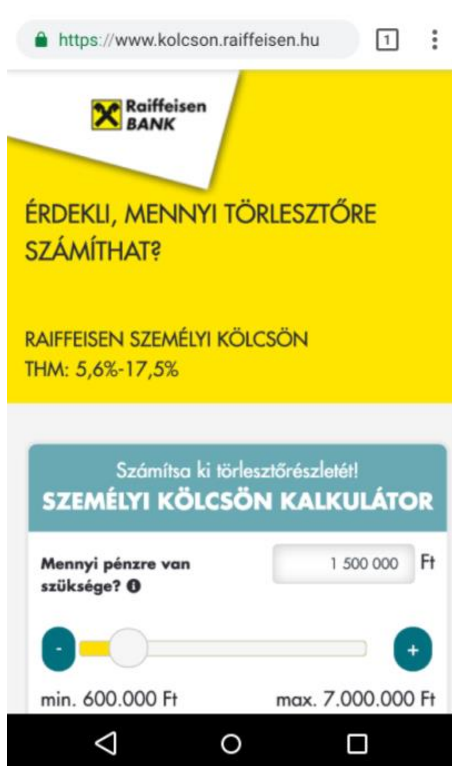 https://www.kolcson.raiffeisen.hu
1
Raiffeisen
BANK
ÉRDEKLI, MENNYI TÖRLESZTŐRE
SZÁMÍTHAT?
RAIFFEISEN SZEMÉLYI KÖLCSÖN
THM: 5,6%-17,5%
Számítsa ki törlesztőrészletét!
SZEMÉLYI KÖLCSÖN KALKULÁTOR
Mennyi pénzre van 1 500 000 Ft
szüksége?
- +
min. 600.000 Ft max. 7.000.000 Ft